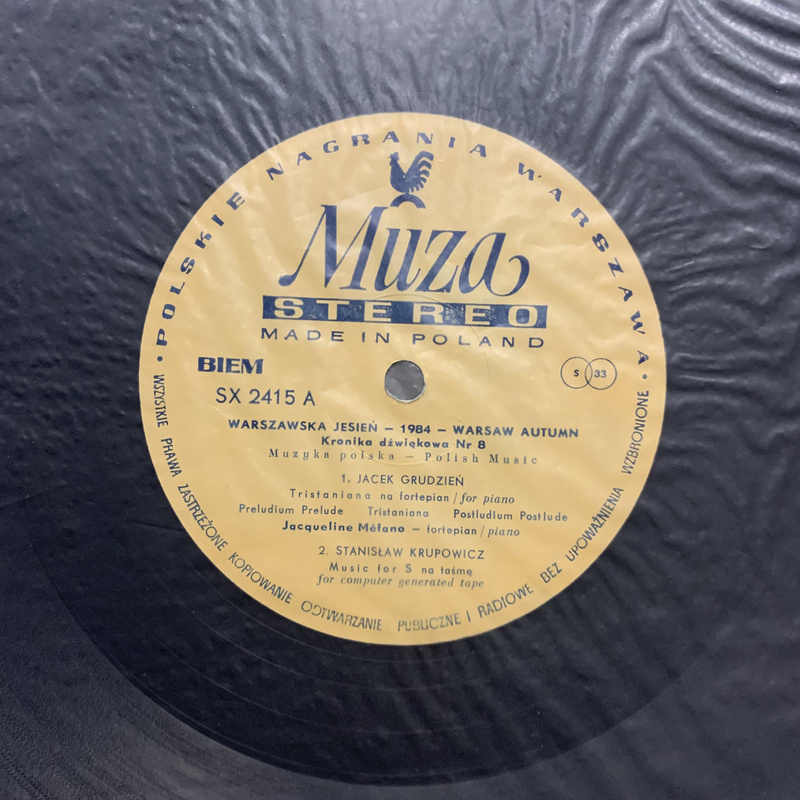 POLSKIE NAGRANIA WARSZAWA
Muza
STEREO
MADE IN POLAND
BIEM
S 33
SX 2415 A
WARSZAWSKA JESIEŃ – 1984 – WARSAW AUTUMN
Kronika dźwiękowa Nr 8
Muzyka polska – Polish Music
1. JACEK GRUDZIEŃ
Tristaniana na fortepian / for piano
Preludium Prelude Tristaniana Postludium Postlude
Jacqueline Méfano – fortepian / piano
2. STANISŁAW KRUPOWICZ
Music for S na taśmę
for computer generated tape
WSZYSTKIE PRAWA ZASTRZEŻONE KOPIOWANIE ODTWARZANIE PUBLICZNE I RADIOWE BEZ UPOWAŻNIENIA WZBRONIONE